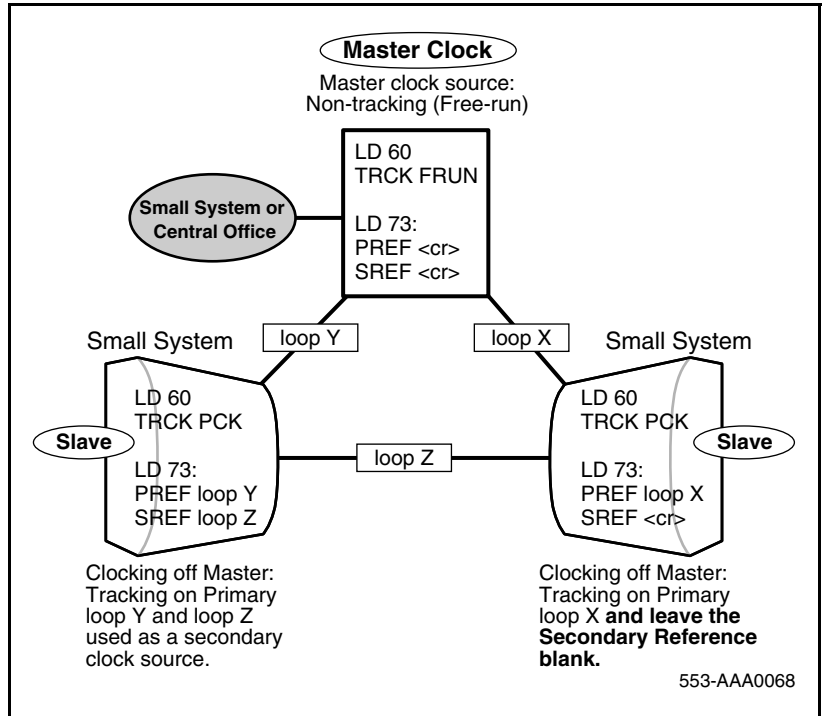 Master Clock
Master clock source:
Non-tracking (Free-run)
LD 60
TRCK FRUN
LD 73:
PREF <cr>
SREF <cr>
Small System or
Central Office
loop Y
loop X
Small System
LD 60
TRCK PCK
Slave
LD 73:
PREF loop Y
SREF loop Z
Clocking off Master:
Tracking on Primary
loop Y and loop Z
used as a secondary
clock source.
loop Z
Small System
LD 60
TRCK PCK
Slave
LD 73:
PREF loop X
SREF <cr>
Clocking off Master:
Tracking on Primary
loop X and leave the
Secondary Reference
blank.
553-AAA0068